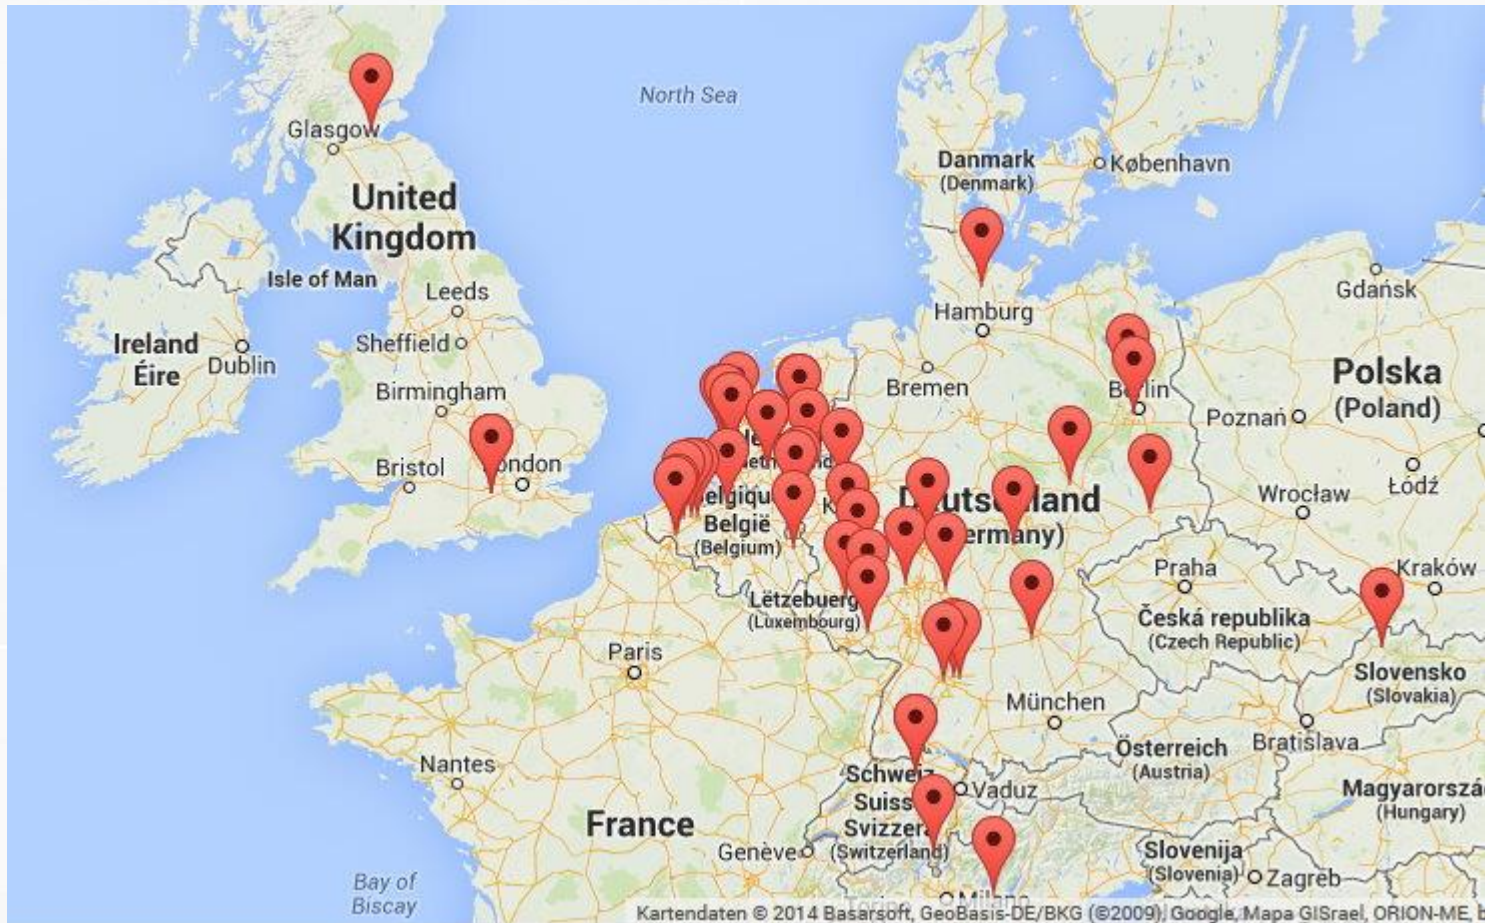 North Sea
Glasgow
Danmark
(Denmark)
København
United
Kingdom
Isle of Man
Leeds
Gdańsk
Hamburg
Ireland
Éire
Dublin
Sheffield
Birmingham
Bremen
Polska
(Poland)
Poznań
Bristol
Łódź
Wrocław
België
(Belgium)
Praha
Kraków
Česká republika
(Czech Republic)
Lëtzebuerg
(Luxembourg)
Paris
Slovensko
(Slovakia)
München
Bratislava
Österreich
(Austria)
Nantes
Schweiz
Vaduz
Magyarorszá
(Hungary)
France
Genève
(Switzerland)
Slovenija
(Slovenia)
Zagreb
Bay of
Biscay
Milano
Kartendaten © 2014 Basarsoft, GeoBasis-DE/BKG (©2009), Google, Mapa GISrael, ORION-ME, b